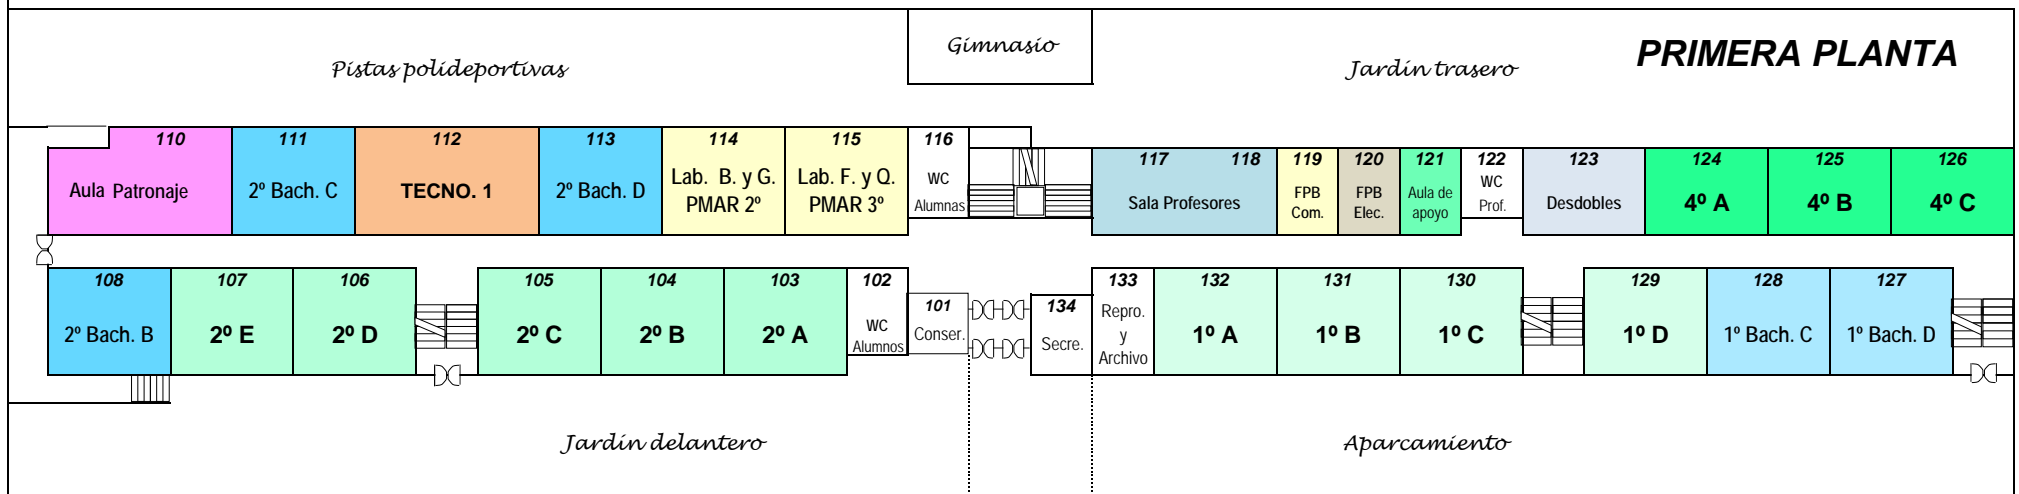 Gimnasio
PRIMERA PLANTA
Pistas polideportivas
Jardín trasero
110
Aula Patronaje
111
2º Bach. C
112
TECNO. 1
113
2º Bach. D
114
Lab. B. y G.
PMAR 2º
115
Lab. F. y Q.
PMAR 3º
116
WC
Alumnas
117 118
Sala Profesores
119
FPB
Com.
120
FPB
Elec.
121
Aula de
apoyo
122
WC
Prof.
123
Desdobles
124
4º A
125
4º B
126
4º C
108
2º Bach. B
107
2º E
106
2º D
105
2º C
104
2º B
103
2º A
102
WC
Alumnos
101
Conser.
134
Secre.
133
Repro.
y
Archivo
132
1º A
131
1º B
130
1º C
129
1º D
128
1º Bach. C
127
1º Bach. D
Jardín delantero
Aparcamiento